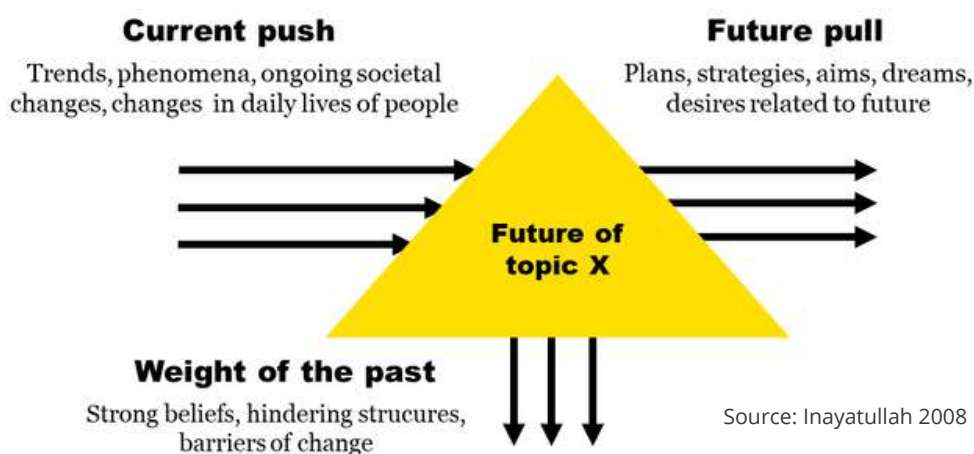 Current push
Trends, phenomena, ongoing societal
changes, changes in daily lives of people
Future pull
Plans, strategies, aims, dreams,
desires related to future
Future of
topic X
Weight of the past
Strong beliefs, hindering strucures,
barriers of change
Source: Inayatullah 2008